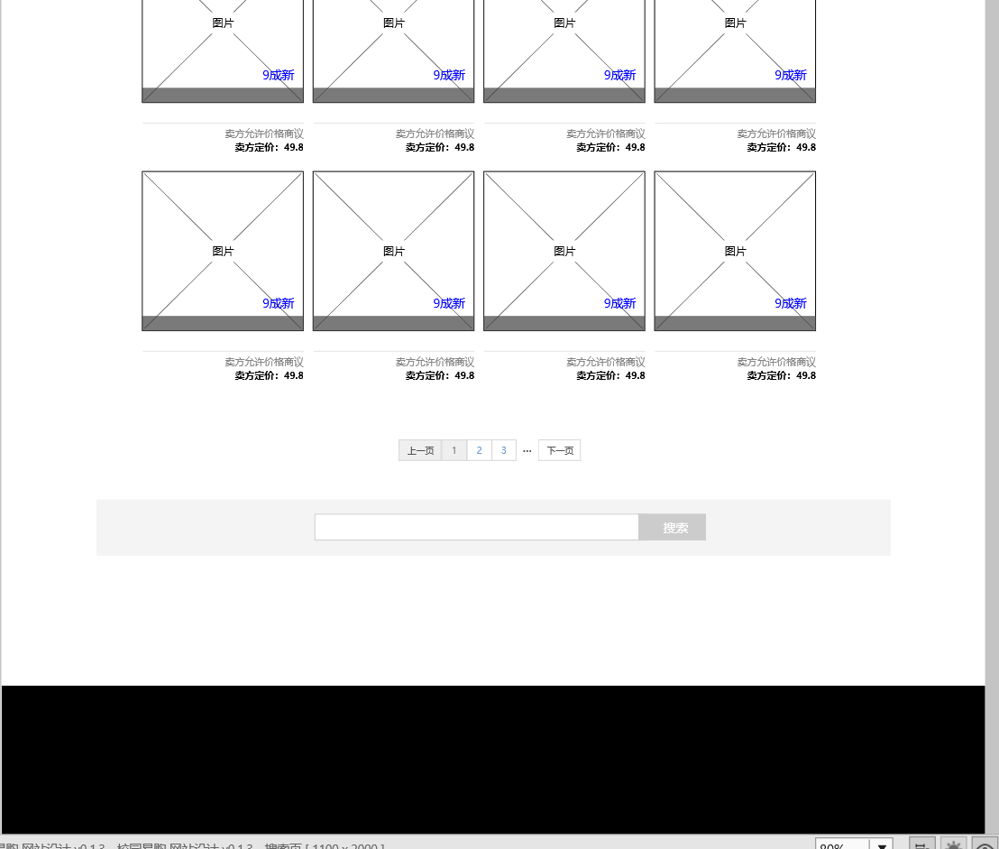 图片 图片 图片 图片
9成新 9成新 9成新 9成新
卖方允许价格商议 卖方允许价格商议 卖方允许价格商议 卖方允许价格商议
卖方定价：49.8 卖方定价：49.8 卖方定价：49.8 卖方定价：49.8
图片 图片 图片 图片
9成新 9成新 9成新 9成新
卖方允许价格商议 卖方允许价格商议 卖方允许价格商议 卖方允许价格商议
卖方定价：49.8 卖方定价：49.8 卖方定价：49.8 卖方定价：49.8
上一页 1 2 3 ··· 下一页
搜索
易购 网站设计 v0.1.3 - 校园易购 网站设计 v0.1.3 - 搜索页 [ 1100 x 2000 ] 80%